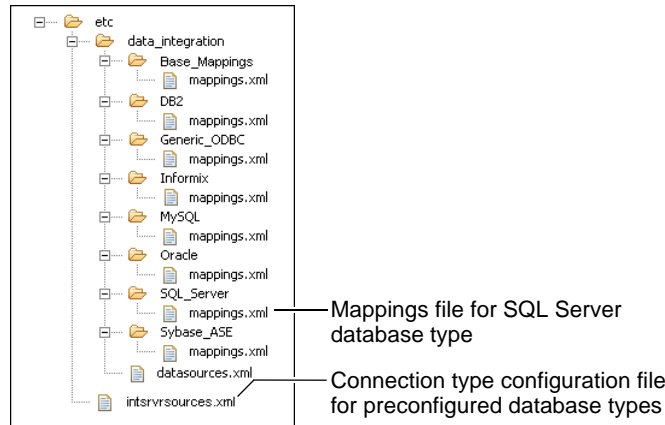 etc
data_integration
Base_Mappings
mappings.xml
DB2
mappings.xml
Generic_ODBC
mappings.xml
Informix
mappings.xml
MySQL
mappings.xml
Oracle
mappings.xml
SQL_Server
mappings.xml
Sybase_ASE
mappings.xml
datasources.xml
intsrvrsources.xml
Mappings file for SQL Server
database type
Connection type configuration file
for preconfigured database types